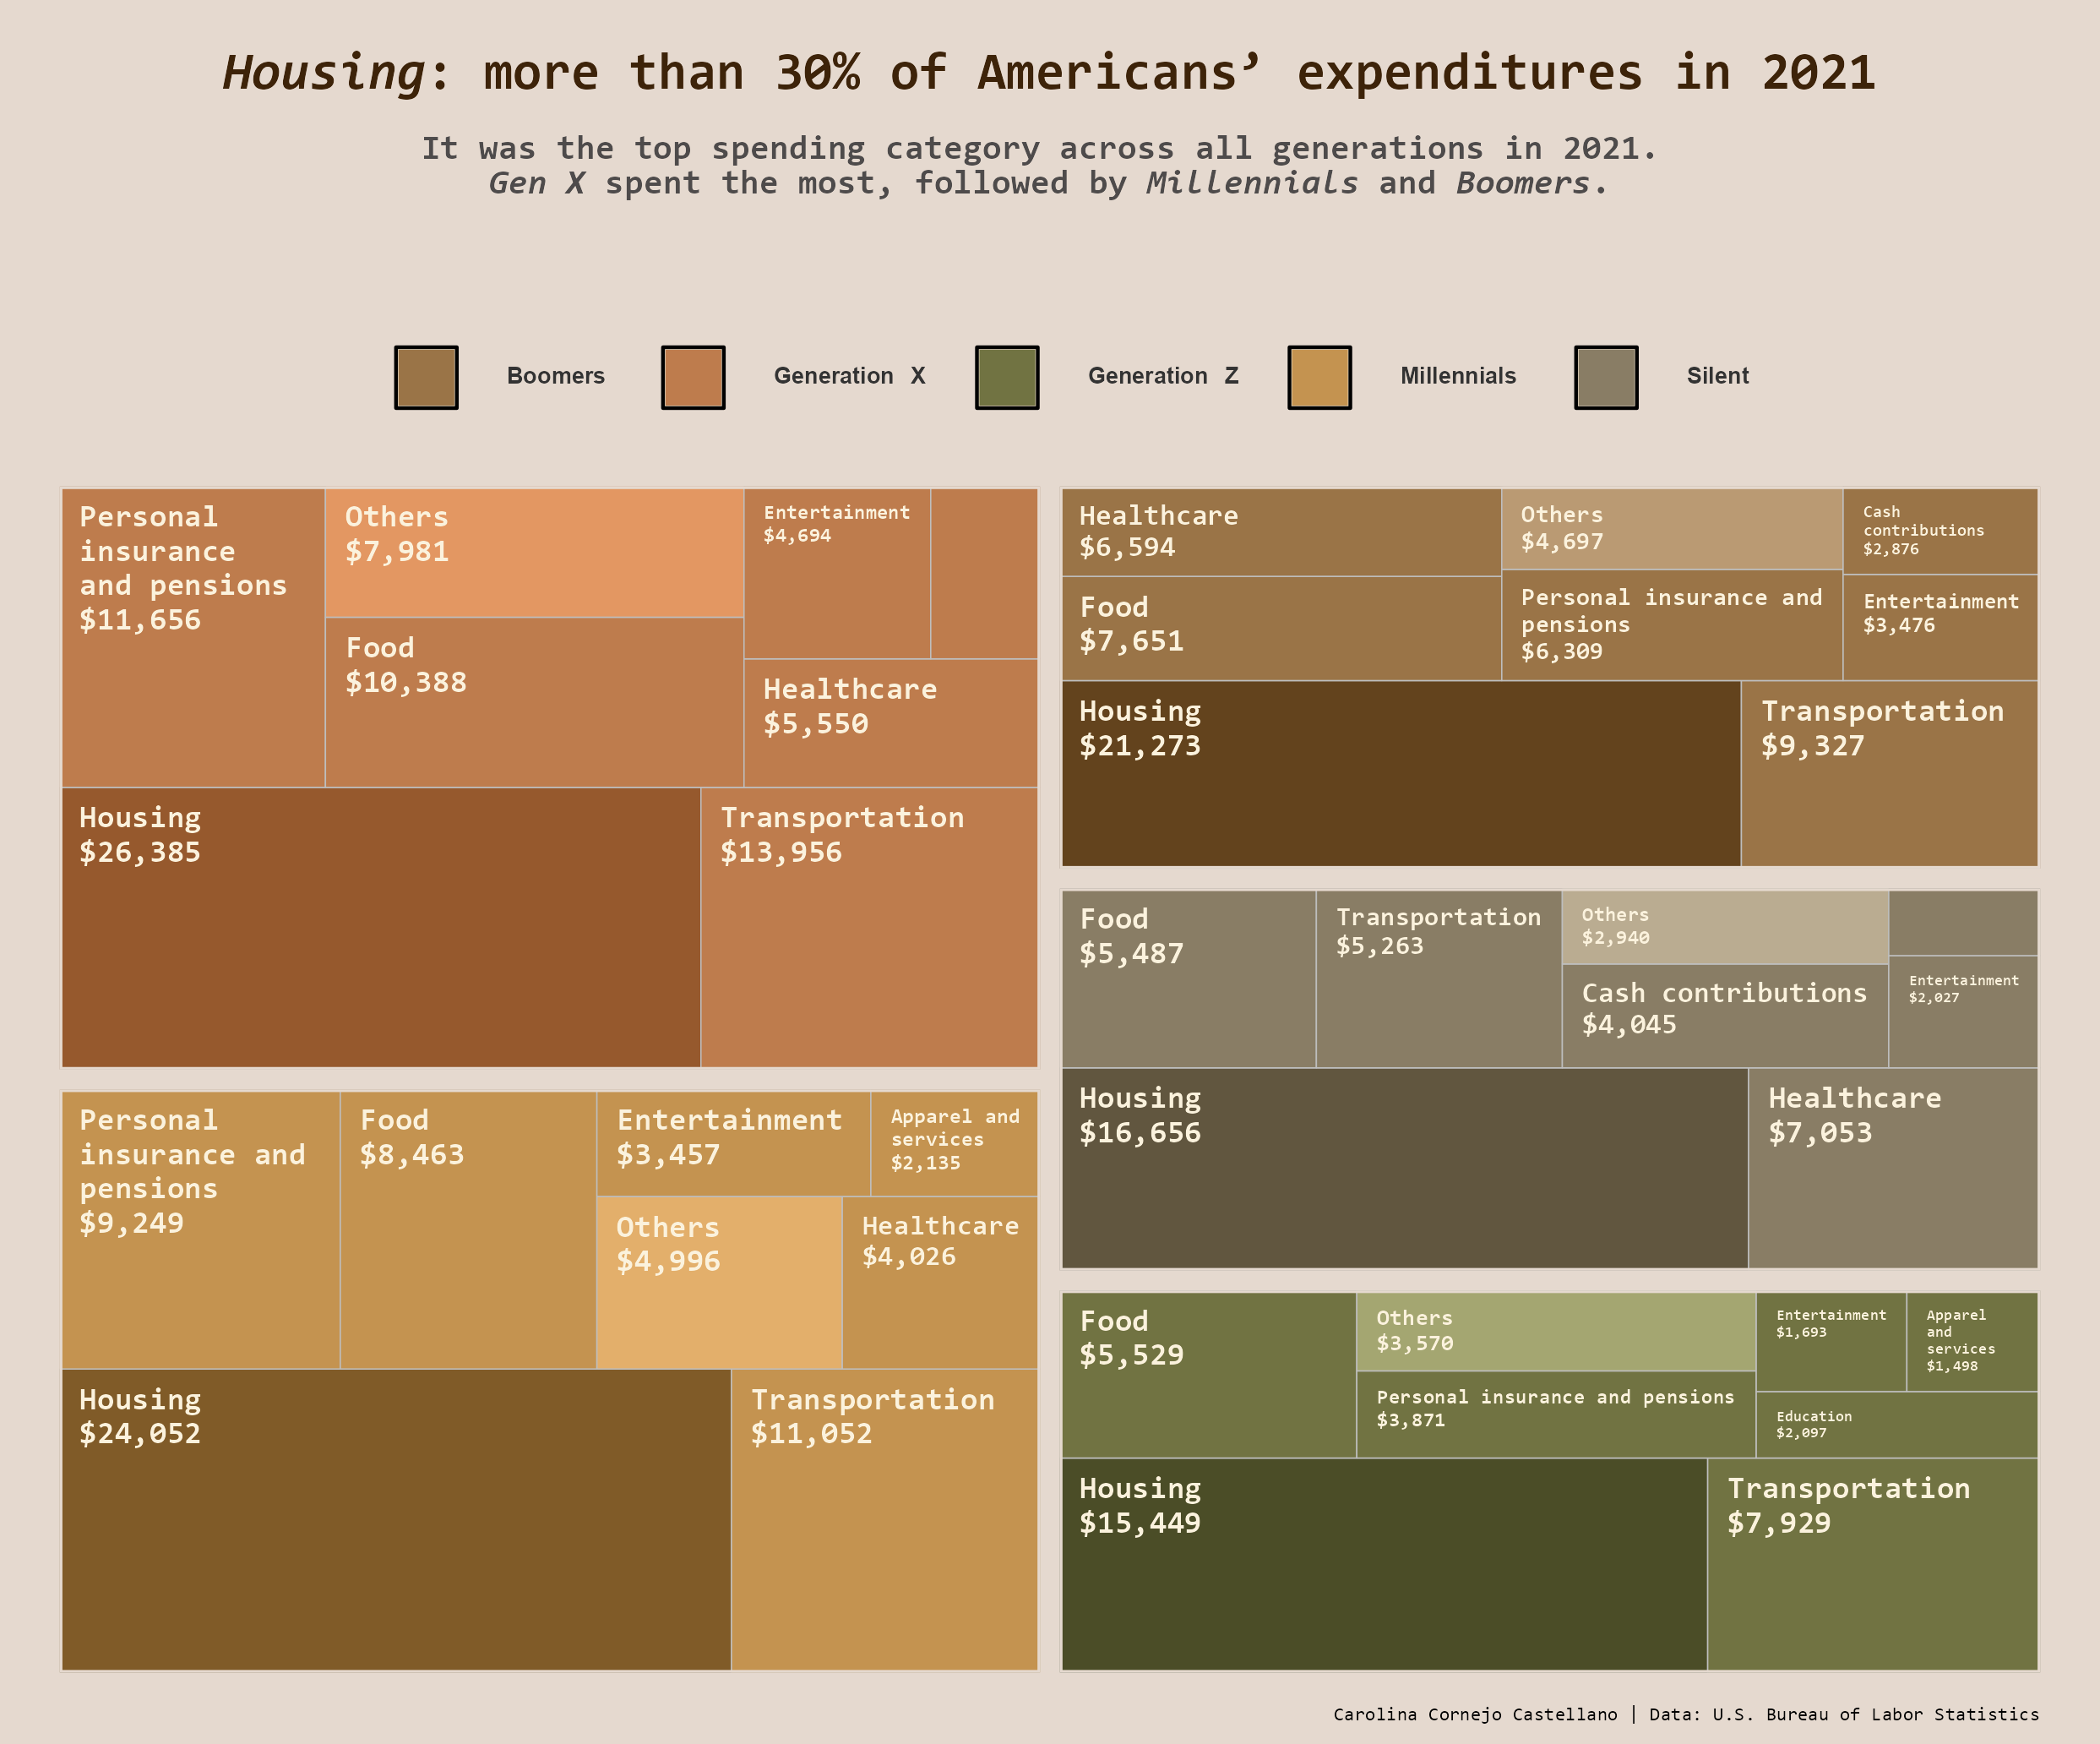 Housing: more than 30% of Americans’ expenditures in 2021
It was the top spending category across all generations in 2021.
Gen X spent the most, followed by Millennials and Boomers.
Boomers
Generation X
Generation Z
Millennials
Silent
Personal
insurance
and pensions
$11,656
Others
$7,981
Entertainment
$4,694
Food
$10,388
Healthcare
$5,550
Housing
$26,385
Transportation
$13,956
Healthcare
$6,594
Others
$4,697
Cash
contributions
$2,876
Food
$7,651
Personal insurance and
pensions
$6,309
Entertainment
$3,476
Housing
$21,273
Transportation
$9,327
Food
$5,487
Transportation
$5,263
Others
$2,940
Cash contributions
$4,045
Entertainment
$2,027
Housing
$16,656
Healthcare
$7,053
Personal
insurance and
pensions
$9,249
Food
$8,463
Entertainment
$3,457
Apparel and
services
$2,135
Others
$4,996
Healthcare
$4,026
Housing
$24,052
Transportation
$11,052
Food
$5,529
Others
$3,570
Entertainment
$1,693
Apparel
and
services
$1,498
Personal insurance and pensions
$3,871
Education
$2,097
Housing
$15,449
Transportation
$7,929
Carolina Cornejo Castellano | Data: U.S. Bureau of Labor Statistics